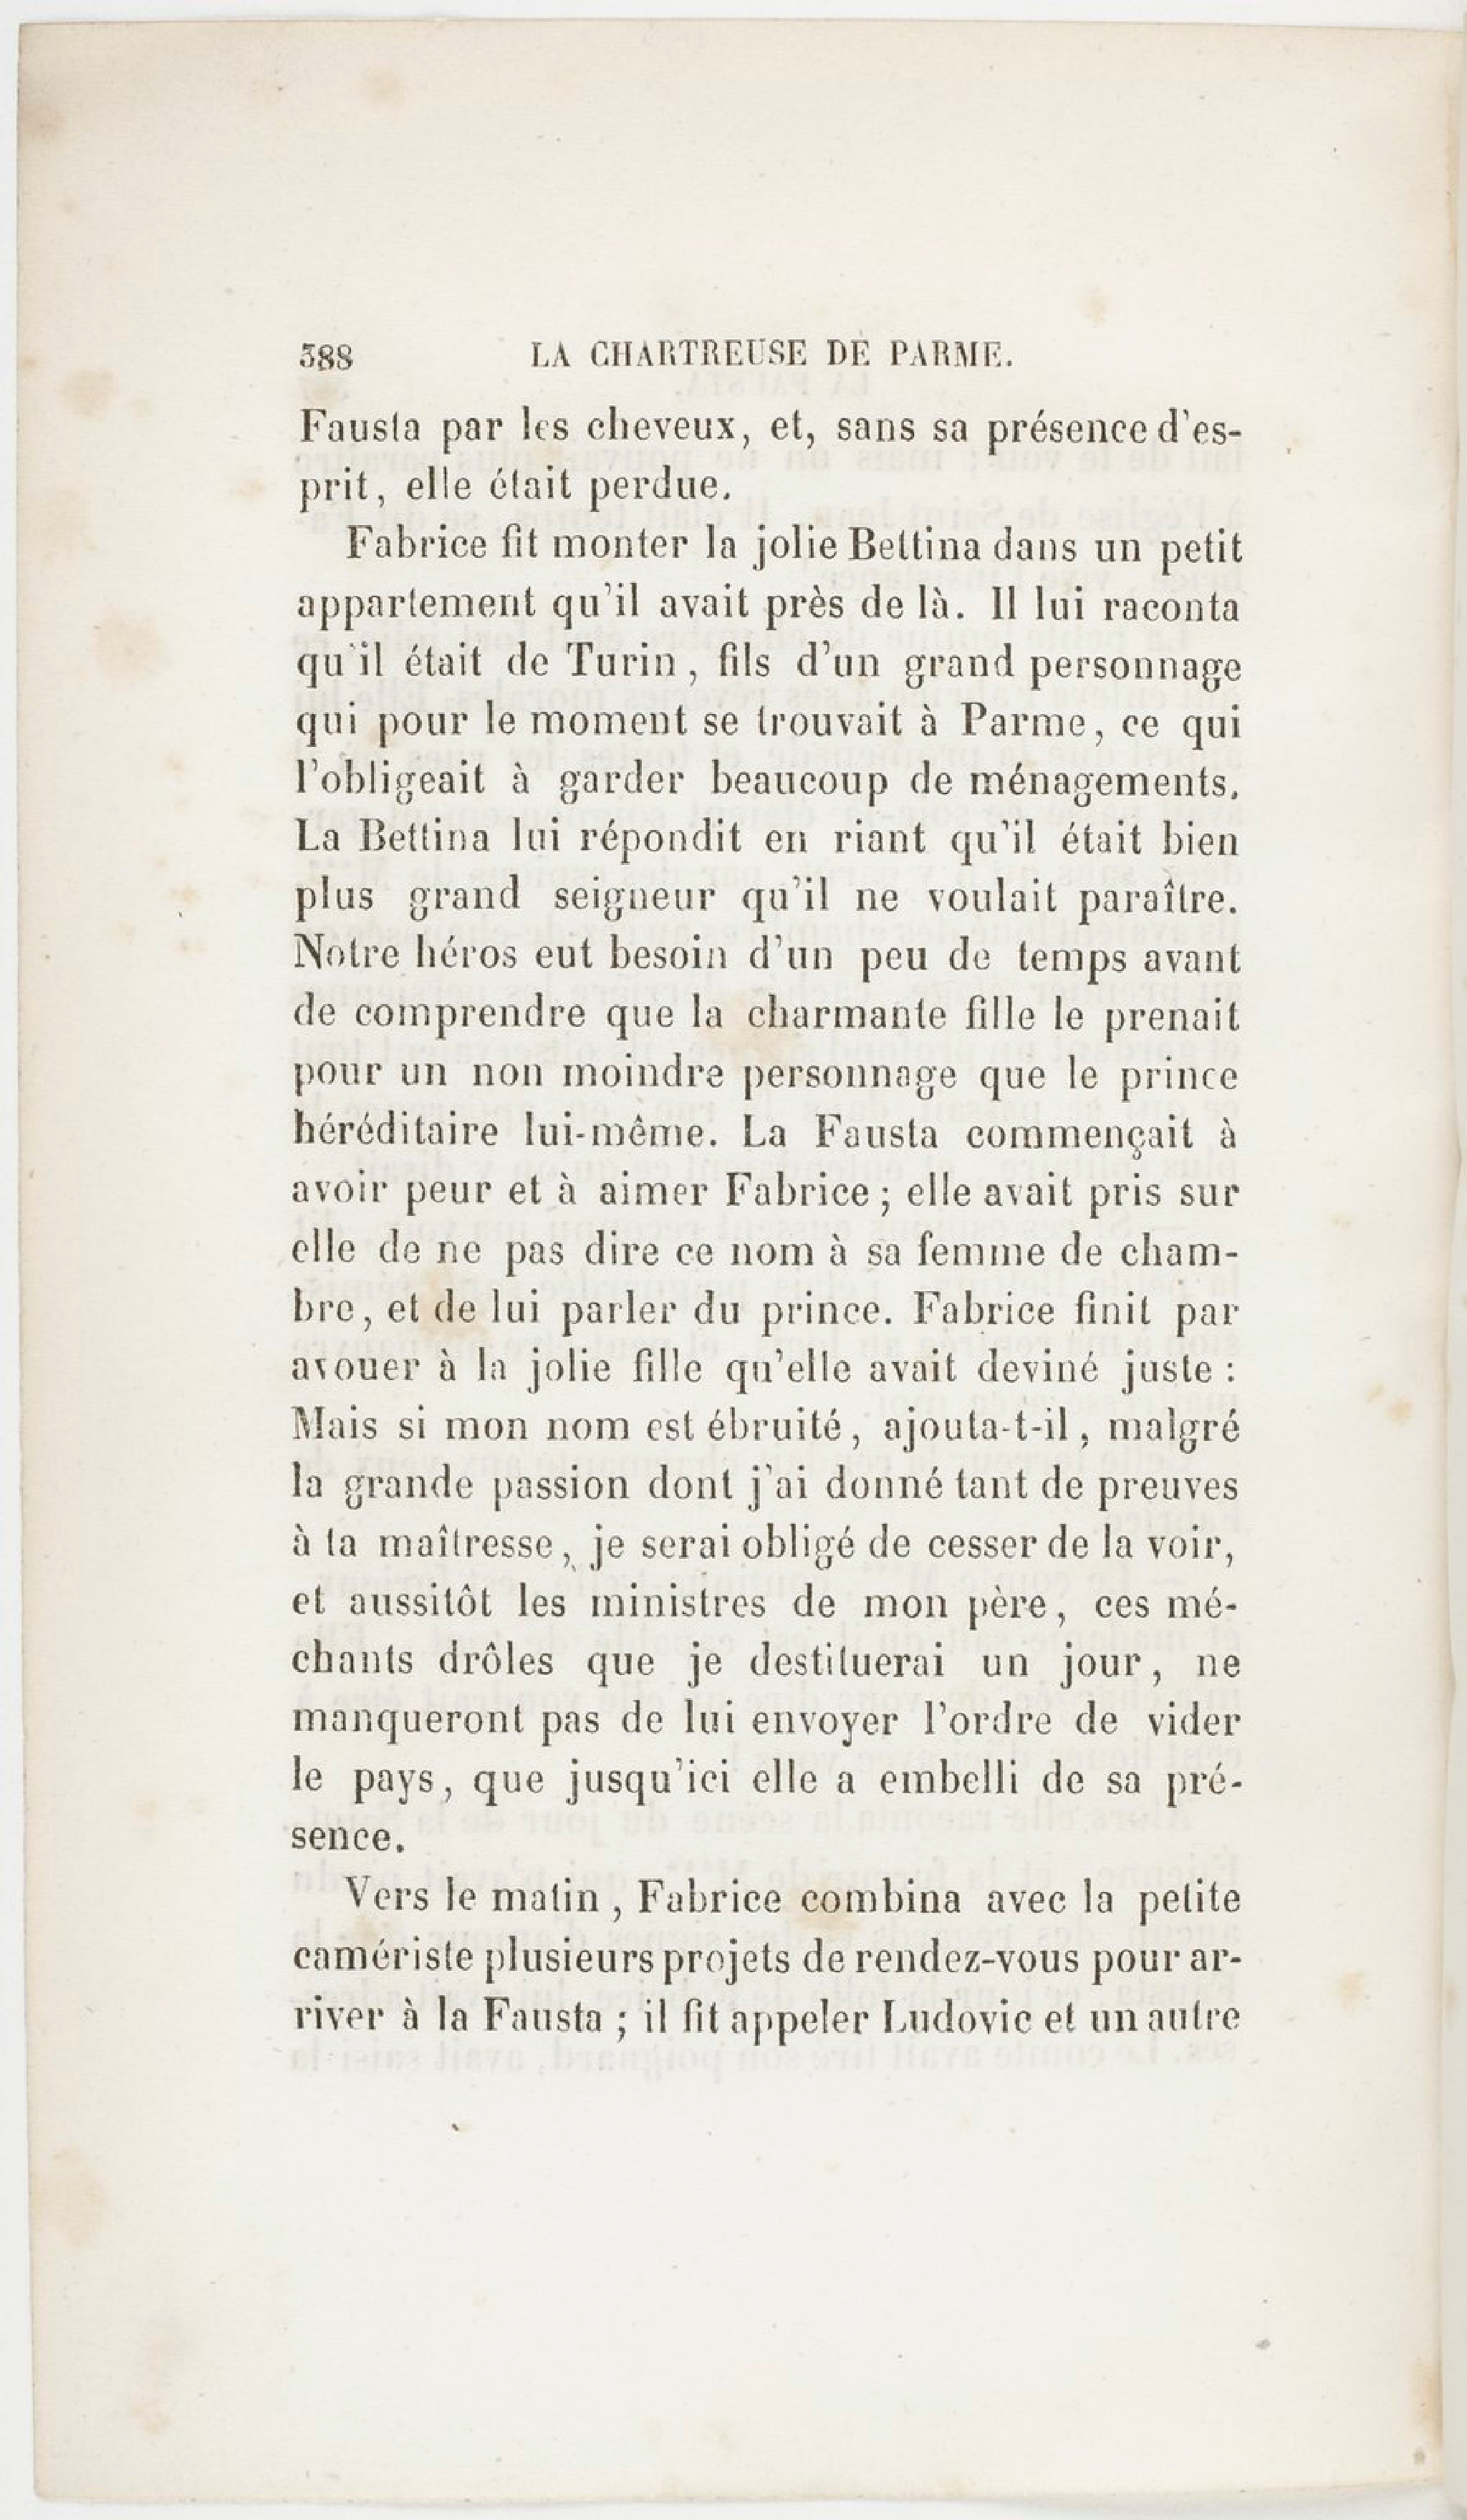 388 LA CHARTREUSE DE PARME.
Fausta par les cheveux, et, sans sa présence d'es-
prit, elle était perdue.
Fabrice fit monter la jolie Bettina dans un petit
appartement qu'il avait près de là. Il lui raconta
qu'il était de Turin, fils d'un grand personnage
qui pour le moment se trouvait à Parme, ce qui
l'obligeait à garder beaucoup de ménagements.
La Bettina lui répondit en riant qu'il était bien
plus grand seigneur qu'il ne voulait paraître.
Notre héros eut besoin d'un peu de temps avant
de comprendre que la charmante fille le prenait
pour un non moindre personnage que le prince
héréditaire lui-même. La Fausta commençait à
avoir peur et à aimer Fabrice ; elle avait pris sur
elle de ne pas dire ce nom à sa femme de cham-
bre, et de lui parler du prince. Fabrice finit par
avouer à la jolie fille qu'elle avait deviné juste :
Mais si mon nom est ébruité, ajouta-t-il, malgré
la grande passion dont j'ai donné tant de preuves
à ta maîtresse, je serai obligé de cesser de la voir,
et aussitôt les ministres de mon père, ces mé-
chants drôles que je destituerai un jour, ne
manqueront pas de lui envoyer l'ordre de vider
le pays, que jusqu'ici elle a embelli de sa pré-
sence.
Vers le matin, Fabrice combina avec la petite
camériste plusieurs projets de rendez-vous pour ar-
river à la Fausta ; il fit appeler Ludovic et un autre